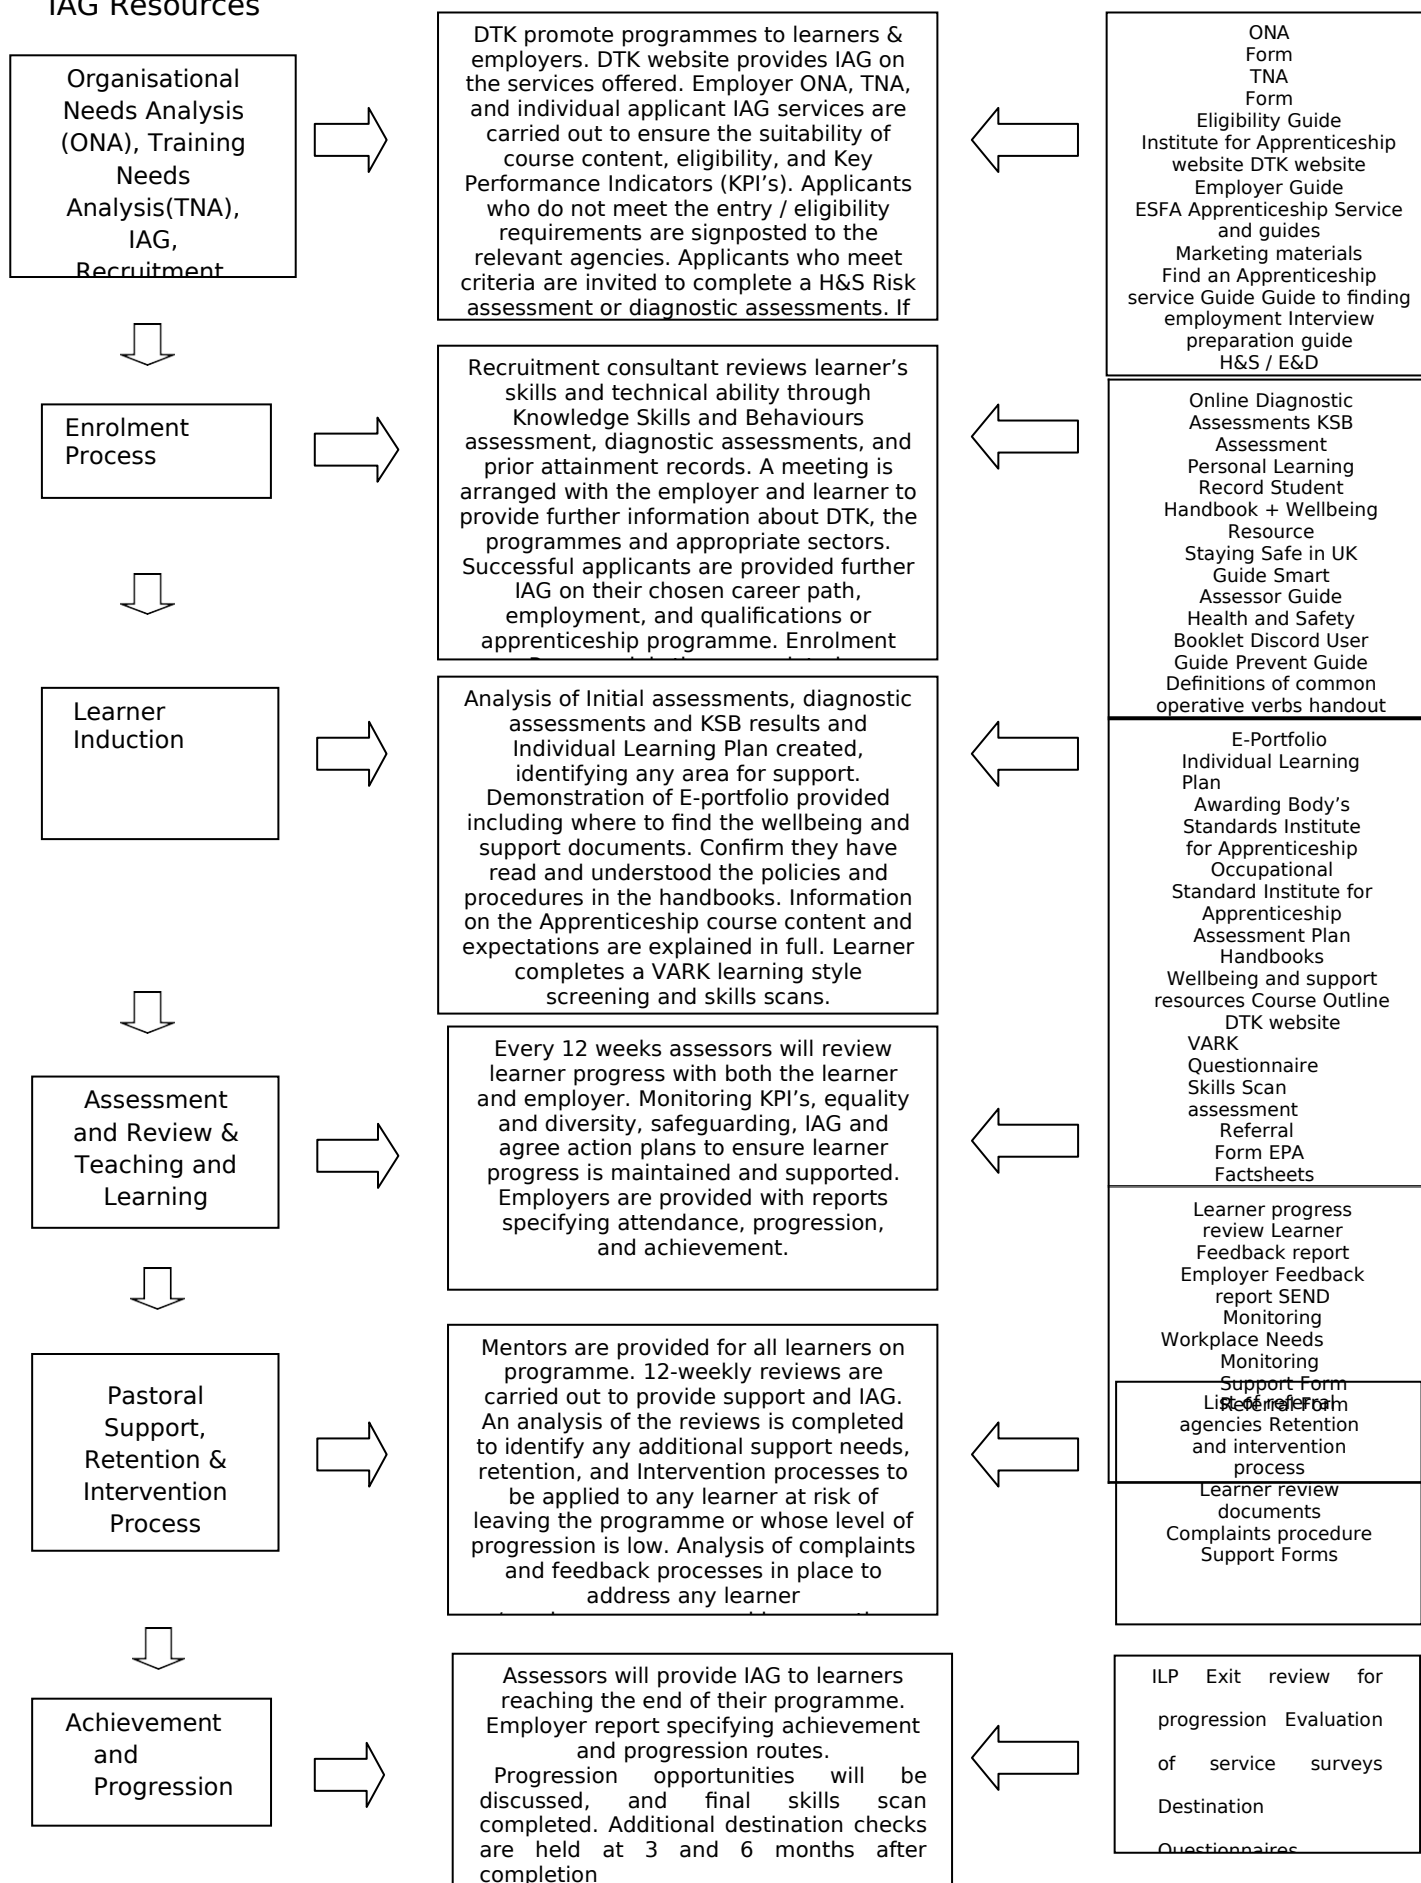 IAG Resources
Organisational
Needs Analysis
(ONA), Training
Needs
Analysis(TNA),
IAG,
Recruitment
DTK promote programmes to learners &
employers. DTK website provides IAG on
the services offered. Employer ONA, TNA,
and individual applicant IAG services are
carried out to ensure the suitability of
course content, eligibility, and Key
Performance Indicators (KPI's). Applicants
who do not meet the entry / eligibility
requirements are signposted to the
relevant agencies. Applicants who meet
criteria are invited to complete a H&S Risk
assessment or diagnostic assessments. If
ONA
Form
TNA
Form
Eligibility Guide
Institute for Apprenticeship
website DTK website
Employer Guide
ESFA Apprenticeship Service
and guides
Marketing materials
Find an Apprenticeship
service Guide Guide to finding
employment Interview
preparation guide
H&S / E&D
Enrolment
Process
Recruitment consultant reviews learner's
skills and technical ability through
Knowledge Skills and Behaviours
assessment, diagnostic assessments, and
prior attainment records. A meeting is
arranged with the employer and learner to
provide further information about DTK, the
programmes and appropriate sectors.
Successful applicants are provided further
IAG on their chosen career path,
employment, and qualifications or
apprenticeship programme. Enrolment
Online Diagnostic
Assessments KSB
Assessment
Personal Learning
Record Student
Handbook + Wellbeing
Resource
Staying Safe in UK
Guide Smart
Assessor Guide
Health and Safety
Booklet Discord User
Guide Prevent Guide
Definitions of common
operative verbs handout
Learner
Induction
Analysis of Initial assessments, diagnostic
assessments and KSB results and
Individual Learning Plan created,
identifying any area for support.
Demonstration of E-portfolio provided
including where to find the wellbeing and
support documents. Confirm they have
read and understood the policies and
procedures in the handbooks. Information
on the Apprenticeship course content and
expectations are explained in full. Learner
completes a VARK learning style
screening and skills scans.
E-Portfolio
Individual Learning
Plan
Awarding Body's
Standards Institute
for Apprenticeship
Occupational
Standard Institute for
Apprenticeship
Assessment Plan
Handbooks
Wellbeing and support
resources Course Outline
DTK website
VARK
Questionnaire
Skills Scan
assessment
Referral
Form EPA
Factsheets
Assessment
and Review &
Teaching and
Learning
Every 12 weeks assessors will review
learner progress with both the learner
and employer. Monitoring KPI's, equality
and diversity, safeguarding, IAG and
agree action plans to ensure learner
progress is maintained and supported.
Employers are provided with reports
specifying attendance, progression,
and achievement.
Learner progress
review Learner
Feedback report
Employer Feedback
report SEND
Monitoring
Workplace Needs
Monitoring
Support Form
Referral Form
Pastoral
Support,
Retention &
Intervention
Process
Mentors are provided for all learners on
programme. 12-weekly reviews are
carried out to provide support and IAG.
An analysis of the reviews is completed
to identify any additional support needs,
retention, and Intervention processes to
be applied to any learner at risk of
leaving the programme or whose level of
progression is low. Analysis of complaints
and feedback processes in place to
address any learner
List of referral
agencies Retention
and intervention
process
Learner review
documents
Complaints procedure
Support Forms
Achievement
and
Progression
Assessors will provide IAG to learners
reaching the end of their programme.
Employer report specifying achievement
and progression routes.
Progression opportunities will be
discussed, and final skills scan
completed. Additional destination checks
are held at 3 and 6 months after
completion
ILP Exit review for
progression Evaluation
of service surveys
Destination
Questionnaires